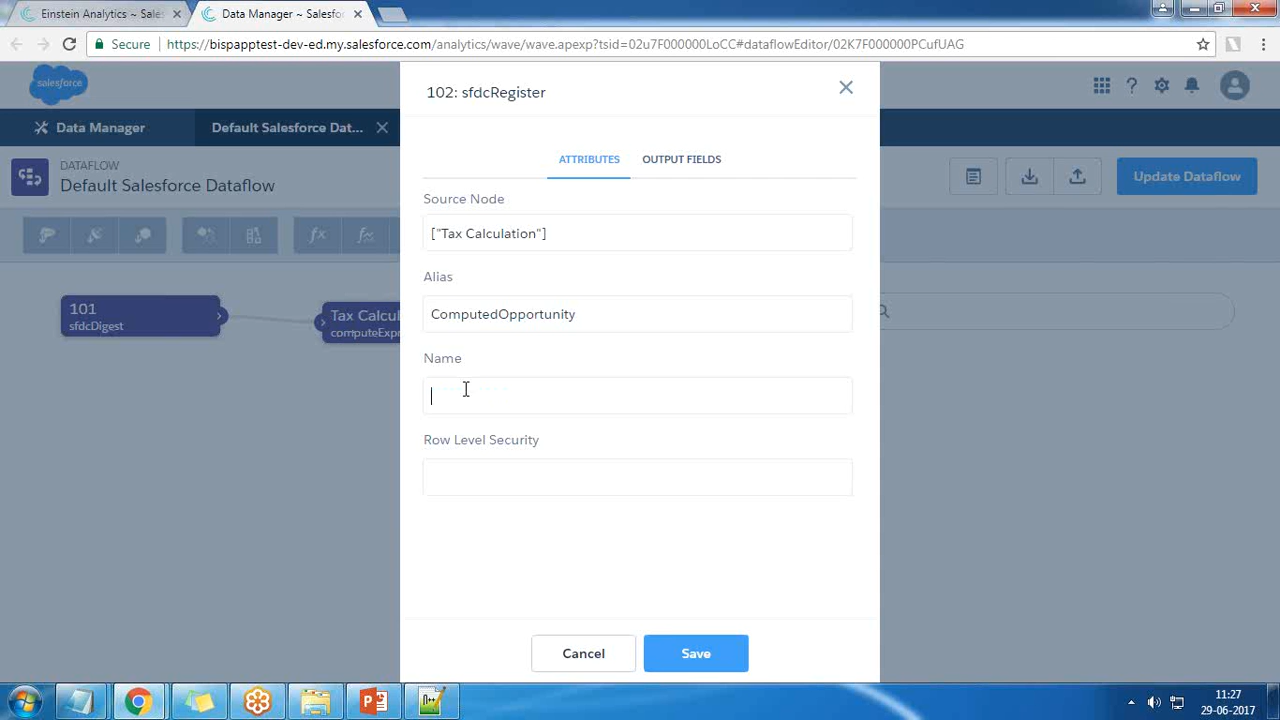 Einstein Analytics ~ Sales
Data Manager ~ Salesfor
Secure
https://bispapptest-dev-ed.my.salesforce.com/analytics/wave/wave.apexp?tsid=02u7F000000LoCC#dataflowEditor/02K7F000000PCufUAG
salesforce
Data Manager
Default Salesforce Dat...
DATAFLOW
Default Salesforce Dataflow
Update Dataflow
101
sfdcDigest
Tax Calcul
computeExpr
102: sfdcRegister
ATTRIBUTES
OUTPUT FIELDS
Source Node
["Tax Calculation"]
Alias
ComputedOpportunity
Name
Row Level Security
Cancel
Save
11:27
29-06-2017